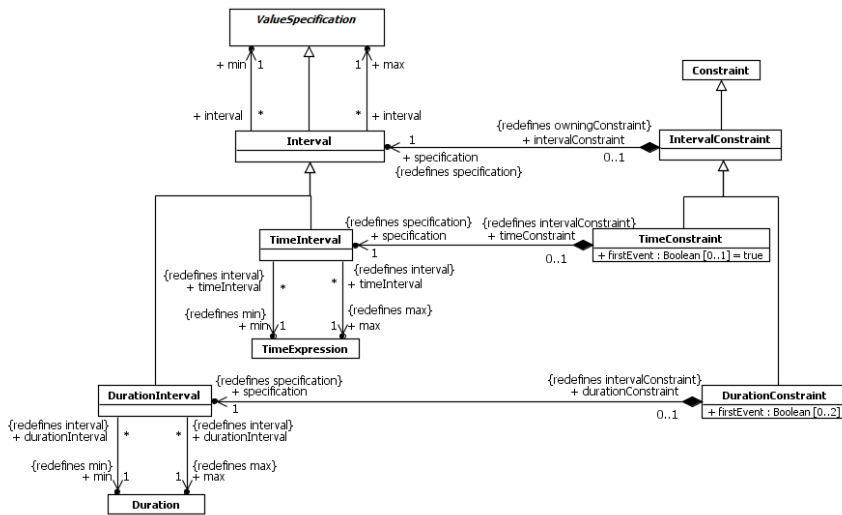 ValueSpecification
+ min
1
1
+ max
Constraint
+ interval
*
*
+ interval
{redefines owningConstraint}
+ intervalConstraint
Interval
1
IntervalConstraint
+ specification
0..1
{redefines specification}
{redefines specification}
+ specification
{redefines intervalConstraint}
+ timeConstraint
TimeInterval
TimeConstraint
1
0..1
+ firstEvent : Boolean [0..1] = true
{redefines interval}
+ timeInterval
*
*
{redefines interval}
+ timeInterval
{redefines min}
+ min
1
1
{redefines max}
+ max
TimeExpression
{redefines specification}
+ specification
{redefines intervalConstraint}
+ durationConstraint
DurationInterval
DurationConstraint
1
0..1
+ firstEvent : Boolean [0..2]
{redefines interval}
+ durationInterval
*
*
{redefines interval}
+ durationInterval
{redefines min}
+ min
1
1
{redefines max}
+ max
Duration